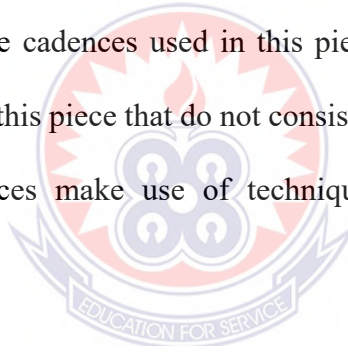 e cadences used in this pie
this piece that do not consis
ces make use of techniqu
EDUCATION FOR SERVICE